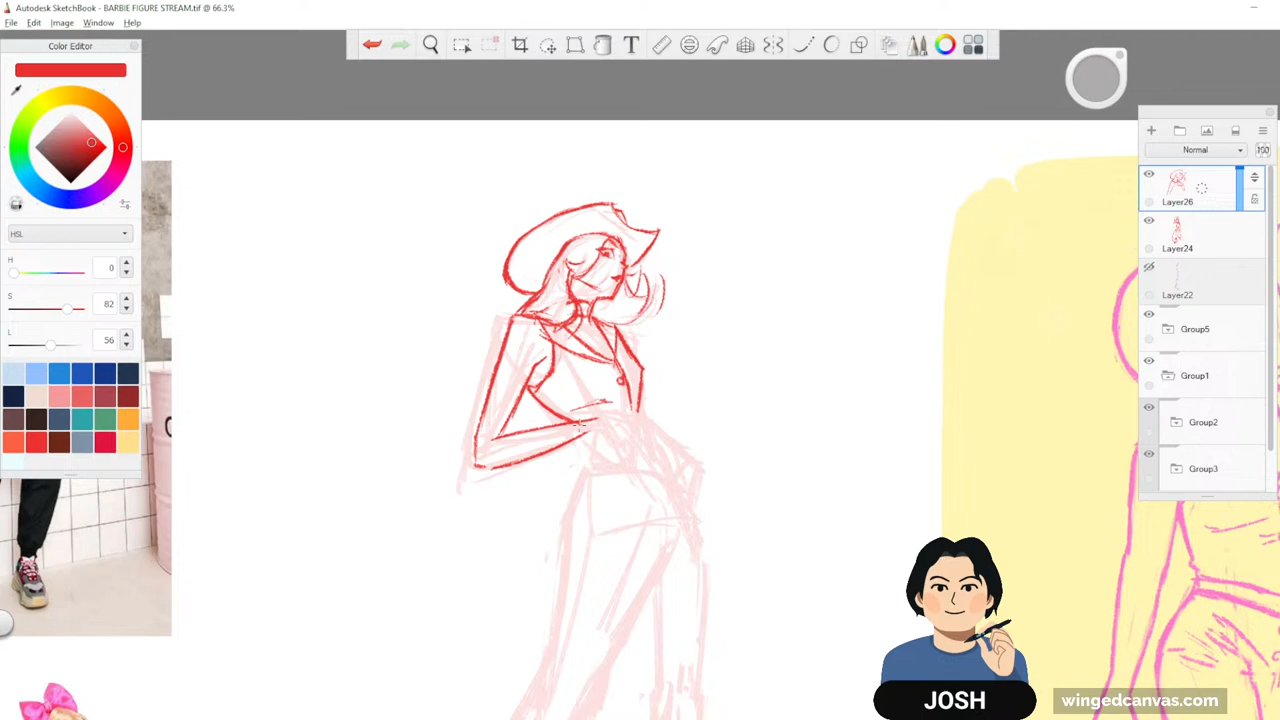 Autodesk SketchBook - BARBIE FIGURE STREAM.tif @ 66.3%
File Edit Image Window Help
Color Editor
T
Normal
100
Layer26
Layer24
Layer22
Group5
Group1
Group2
Group3
HSL
H 0
S 82
L 56
JOSH
wingedcanvas.com